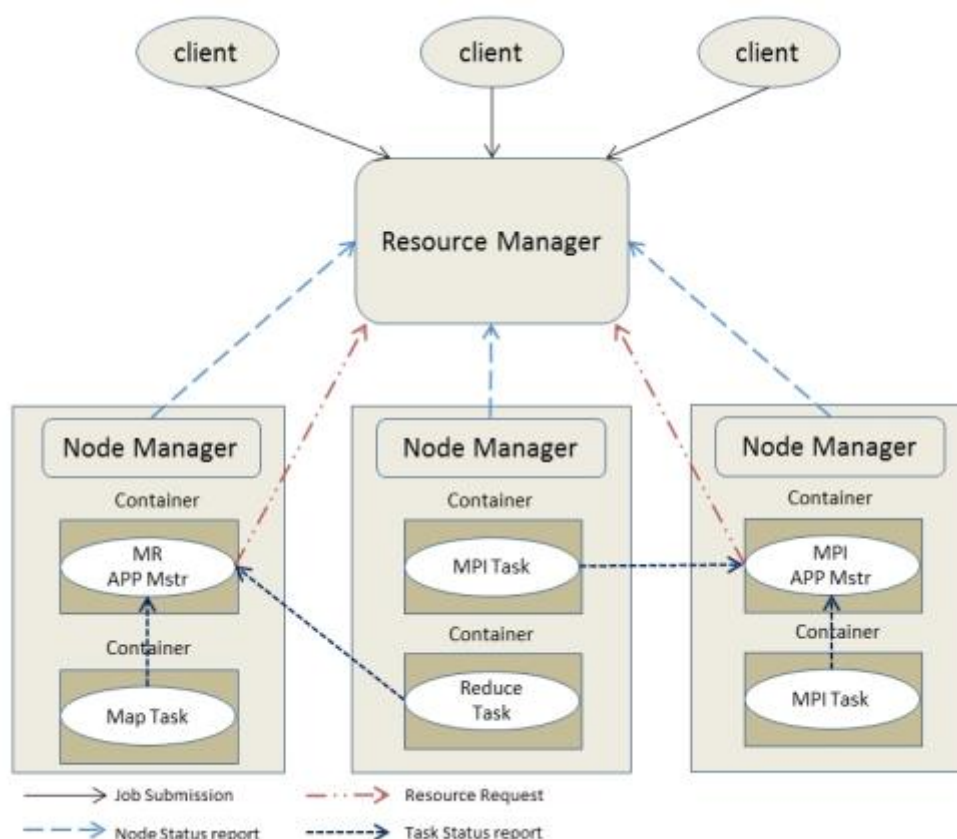 client
client
client
Resource Manager
Node Manager
Node Manager
Node Manager
Container
Container
Container
MR
APP Mstr
MPI Task
MPI
APP Mstr
Container
Container
Container
Map Task
Reduce
Task
MPI Task
Job Submission
Resource Request
Node Status report
Task Status report